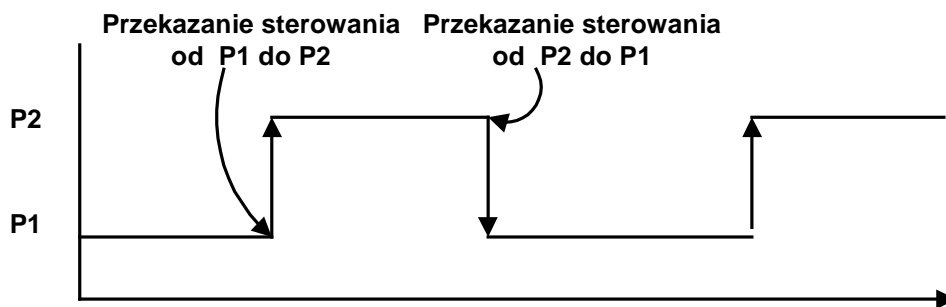 Przekazanie sterowania
od P1 do P2
Przekazanie sterowania
od P2 do P1
P2
P1